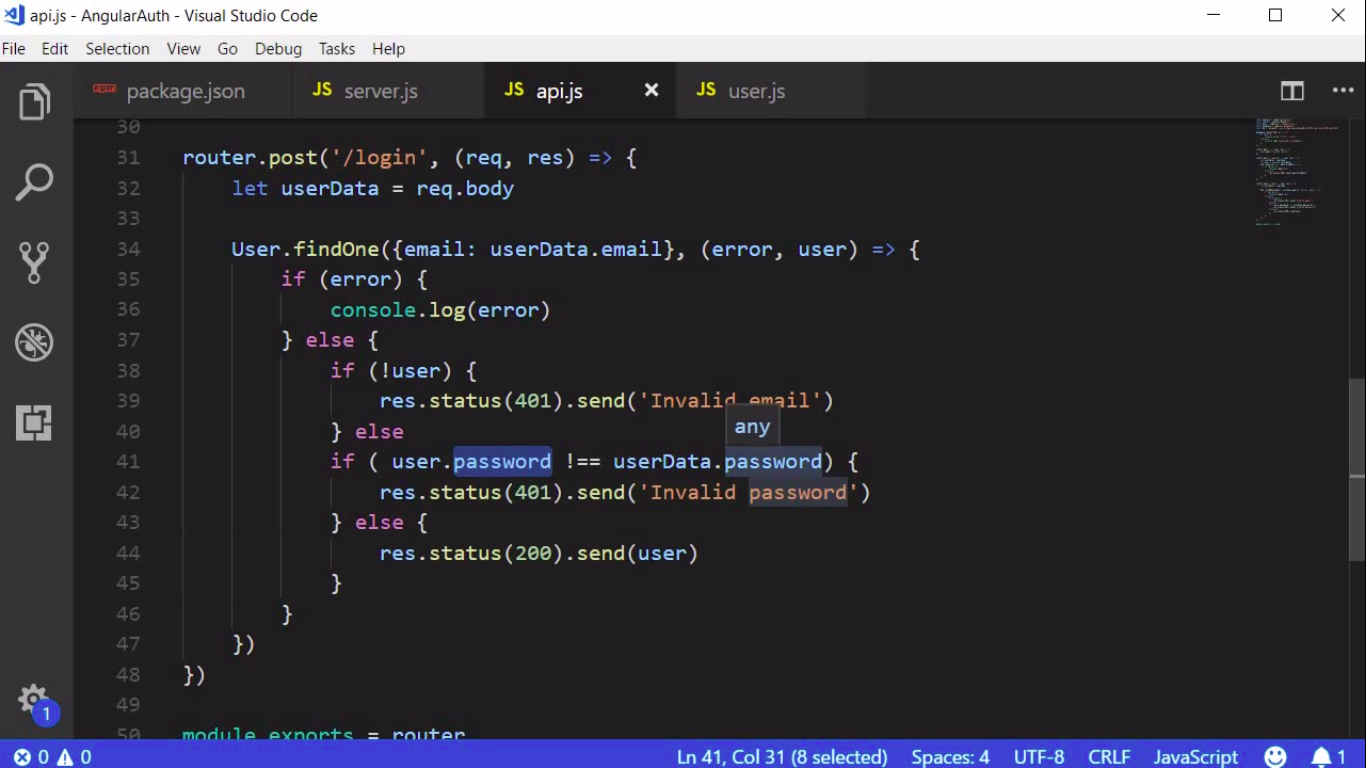 api.js - AngularAuth - Visual Studio Code
File Edit Selection View Go Debug Tasks Help
npm package.json JS server.js JS api.js JS user.js
30
31 router.post('/login', (req, res) => {
32 let userData = req.body
33
34 User.findOne({email: userData.email}, (error, user) => {
35 if (error) {
36 console.log(error)
37 } else {
38 if (!user) {
39 res.status(401).send('Invalid email')
40 } else
any
41 if ( user.password !== userData.password) {
42 res.status(401).send('Invalid password')
43 } else {
44 res.status(200).send(user)
45 }
46 }
47 })
48 })
49
50 module.exports = router
1
0 0 Ln 41, Col 31 (8 selected) Spaces: 4 UTF-8 CRLF JavaScript 1